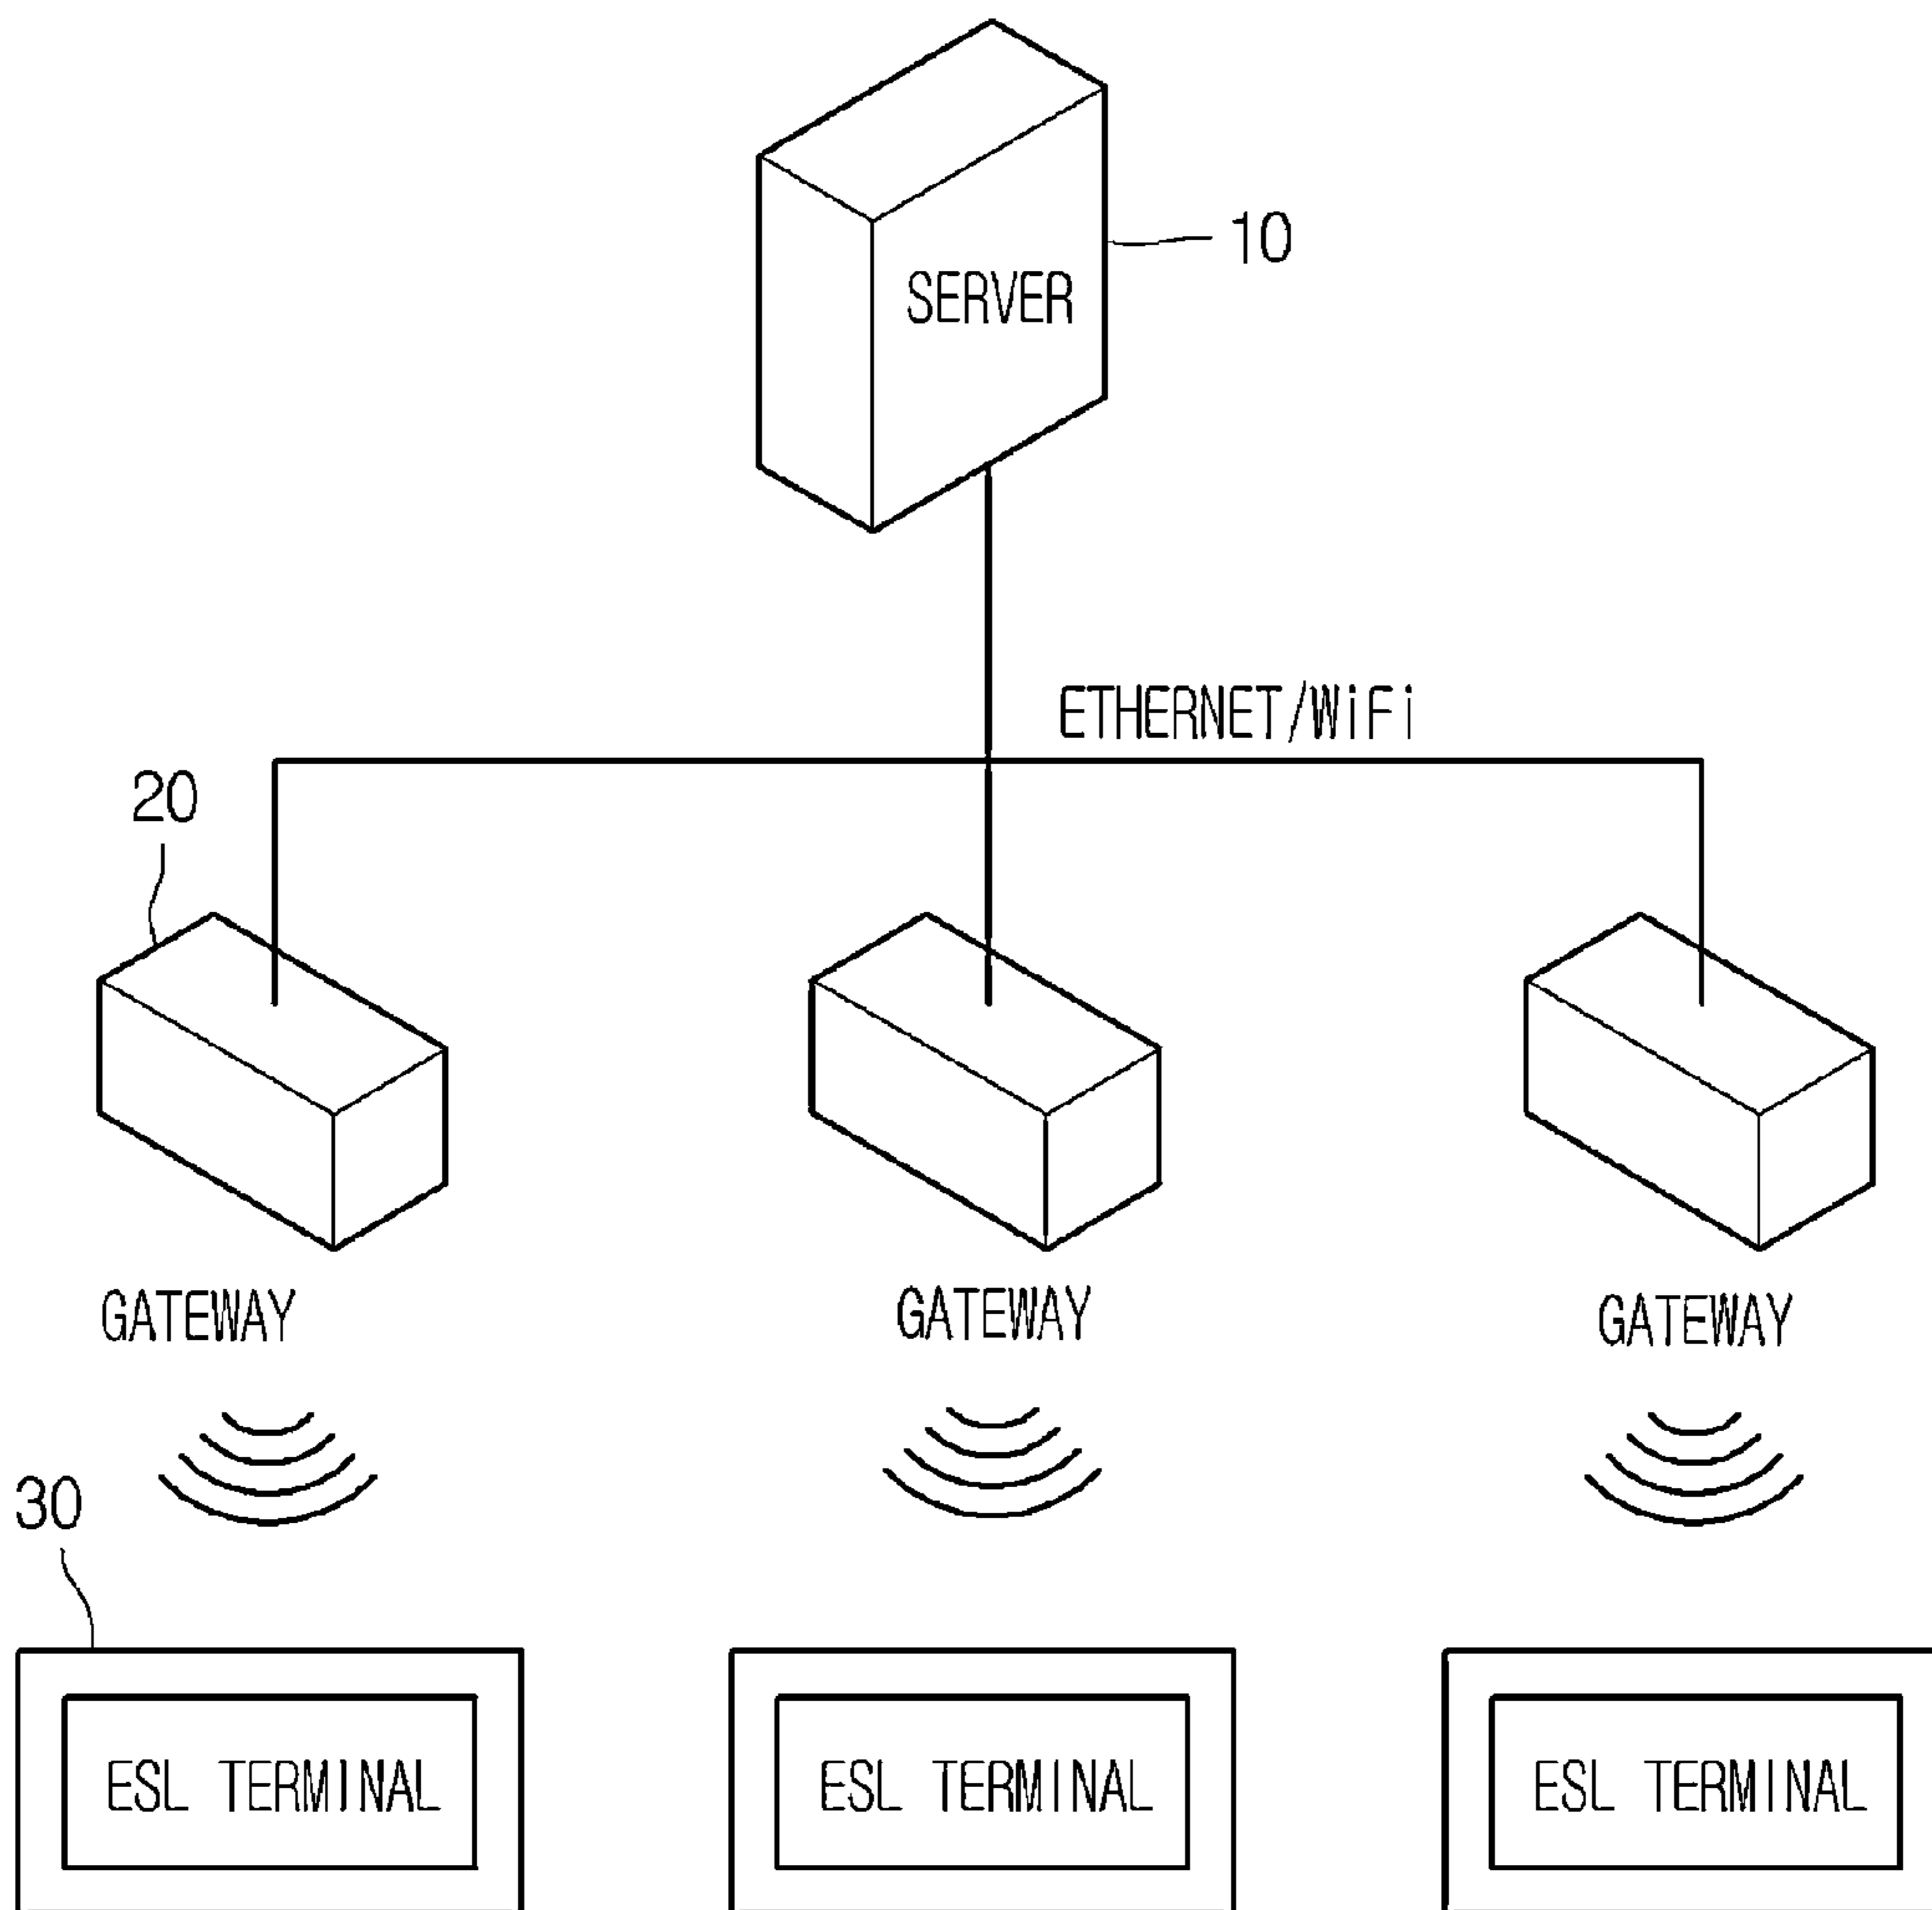 SERVER
10
ETHERNET/WiFi
20
GATEWAY
GATEWAY
GATEWAY
30
ESL TERMINAL
ESL TERMINAL
ESL TERMINAL